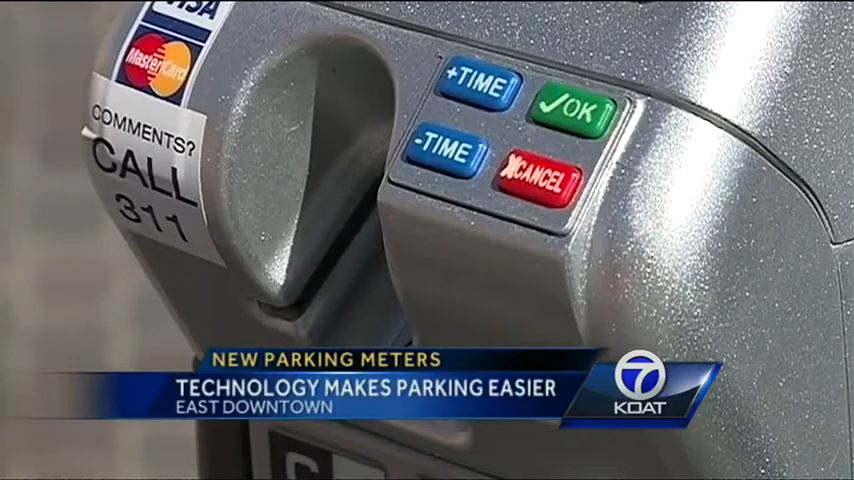 VISA
MasterCard
COMMENTS?
CALL
311
+TIME
OK
-TIME
CANCEL
NEW PARKING METERS
TECHNOLOGY MAKES PARKING EASIER
EAST DOWNTOWN
7
KOAT